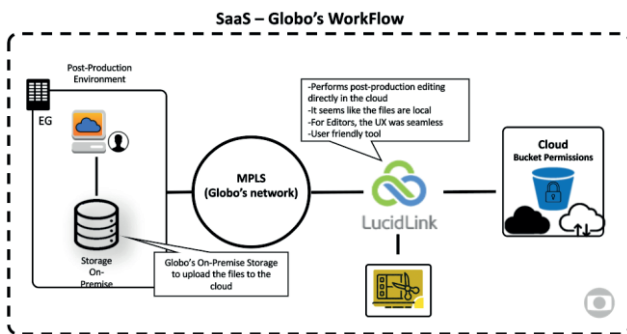 SaaS – Globo's WorkFlow
Post-Production
Environment
EG
Storage
On-
Premise
Globo's On-Premise Storage
to upload the files to the
cloud
MPLS
(Globo's network)
-Performs post-production editing
directly in the cloud
-It seems like the files are local
-For Editors, the UX was seamless
-User friendly tool
LucidLink
Cloud
Bucket Permissions